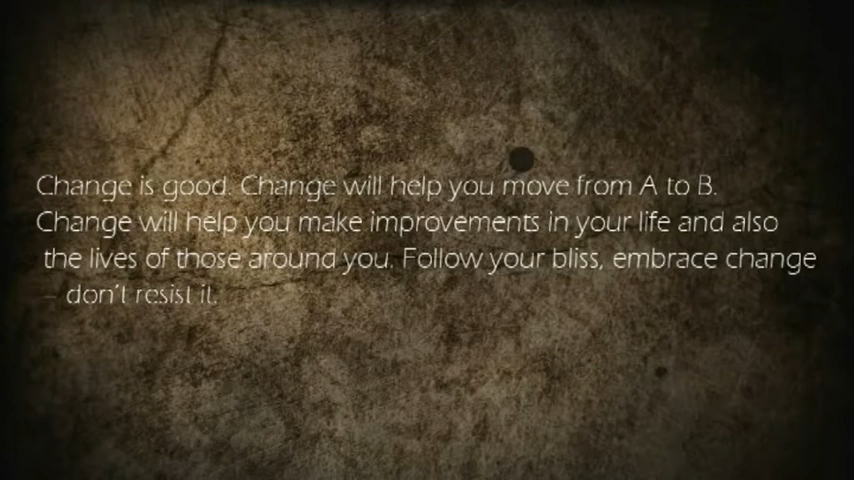 Change is good. Change will help you move from A to B.
Change will help you make improvements in your life and also
the lives of those around you. Follow your bliss, embrace change
– don't resist it.